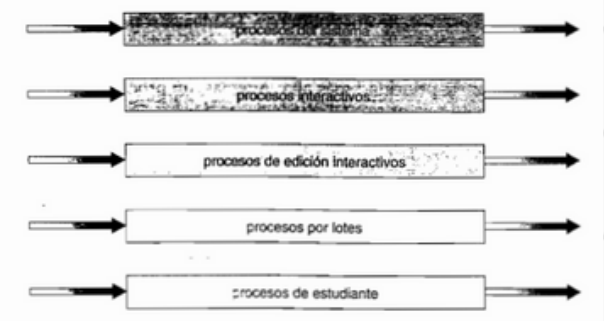 procesos del sistema
procesos interactivos
procesos de edición interactivos
procesos por lotes
procesos de estudiante